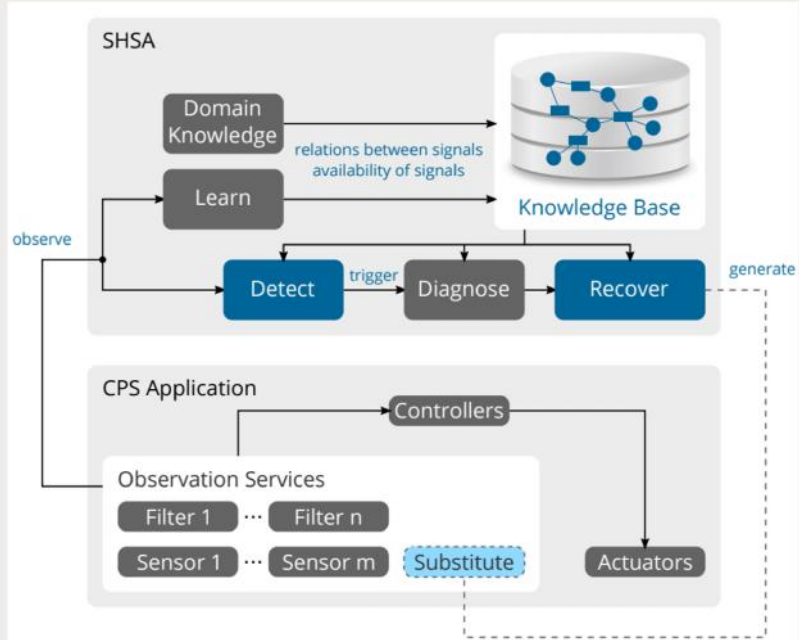 SHSA
Domain
Knowledge
relations between signals
availability of signals
Learn
Knowledge Base
observe
Detect
trigger
Diagnose
Recover
generate
CPS Application
Controllers
Observation Services
Filter 1 ··· Filter n
Sensor 1 ··· Sensor m
Substitute
Actuators